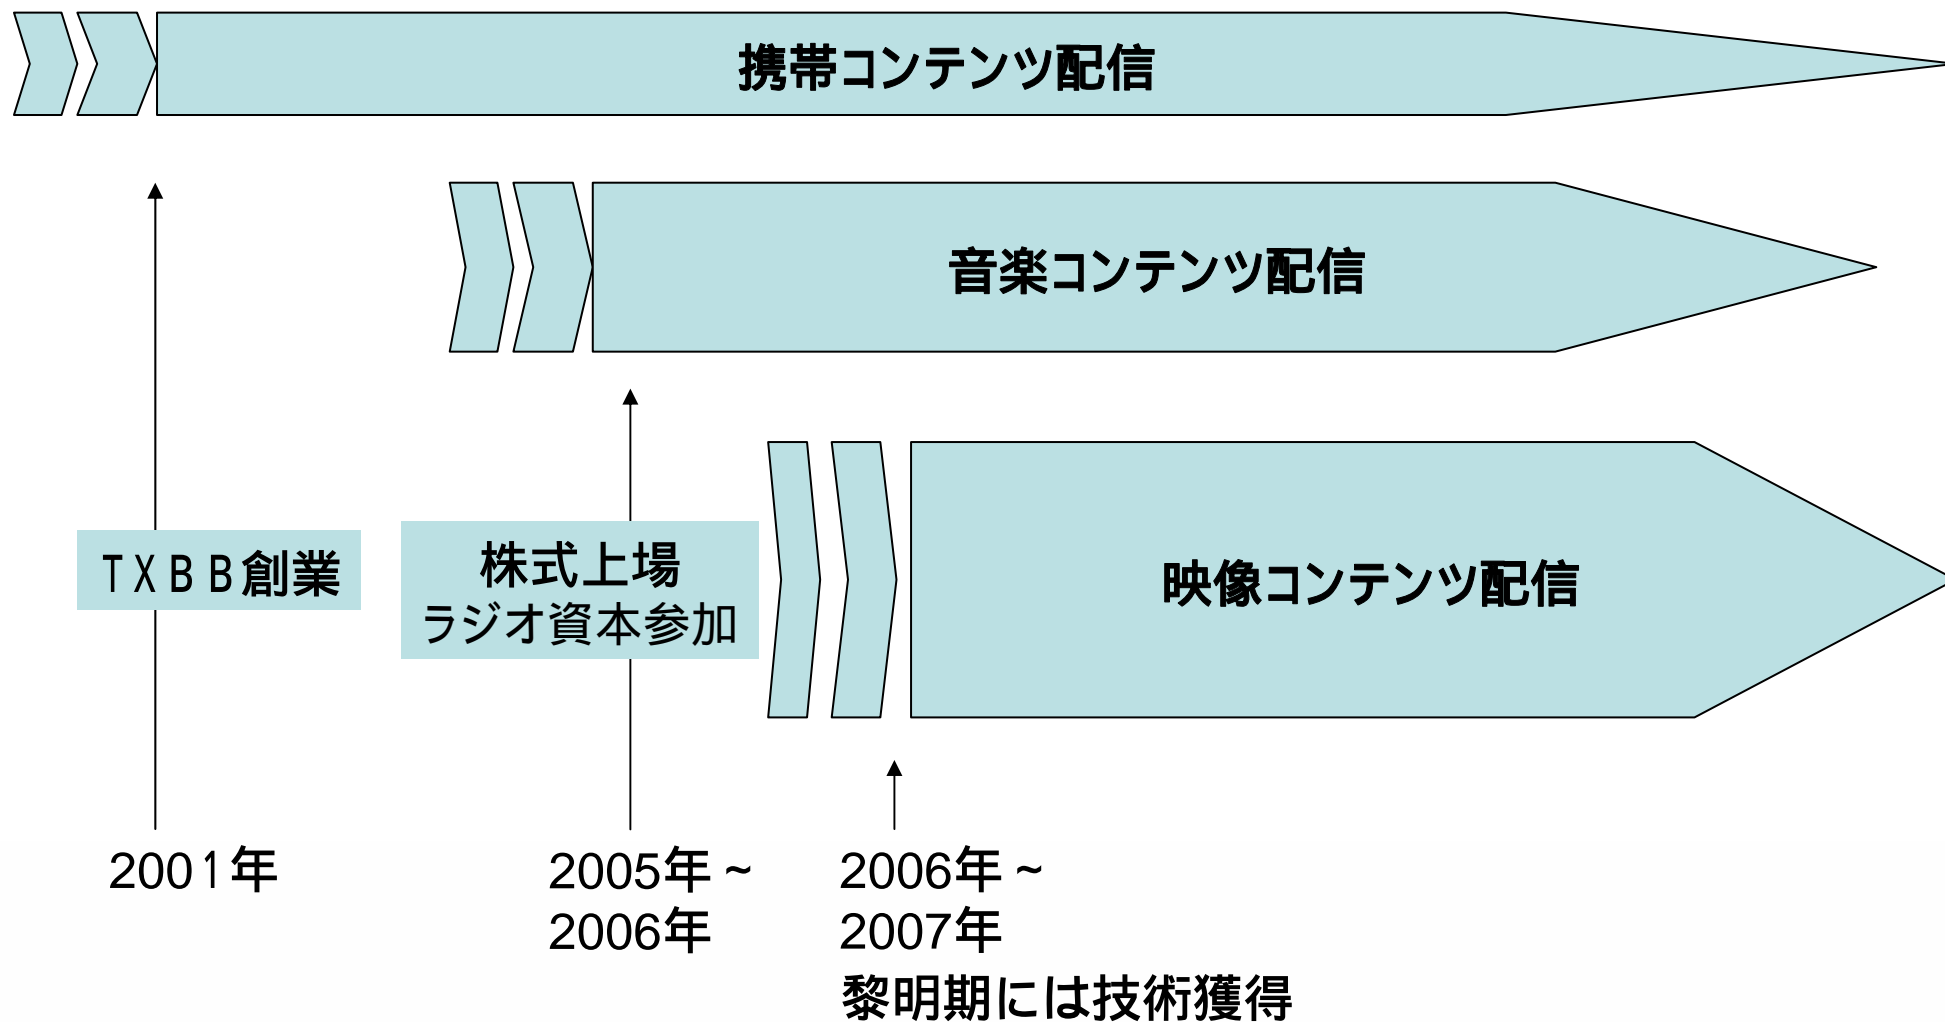 携帯コンテンツ配信
音楽コンテンツ配信
映像コンテンツ配信
ＴＸＢＢ創業
株式上場
ラジオ資本参加
2001年
2005年～
2006年
2006年～
2007年
黎明期には技術獲得